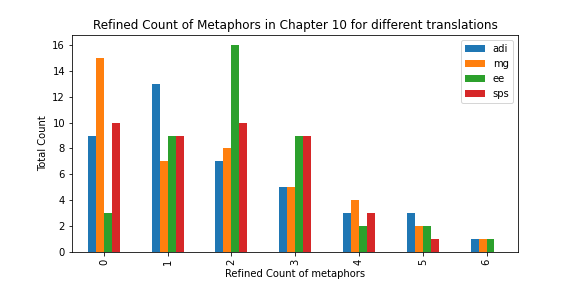 Refined Count of Metaphors in Chapter 10 for different translations
16
14
12
10
8
6
4
2
0
Total Count
adi
mg
ee
sps
0 1 2 3 4 5 6
Refined Count of metaphors